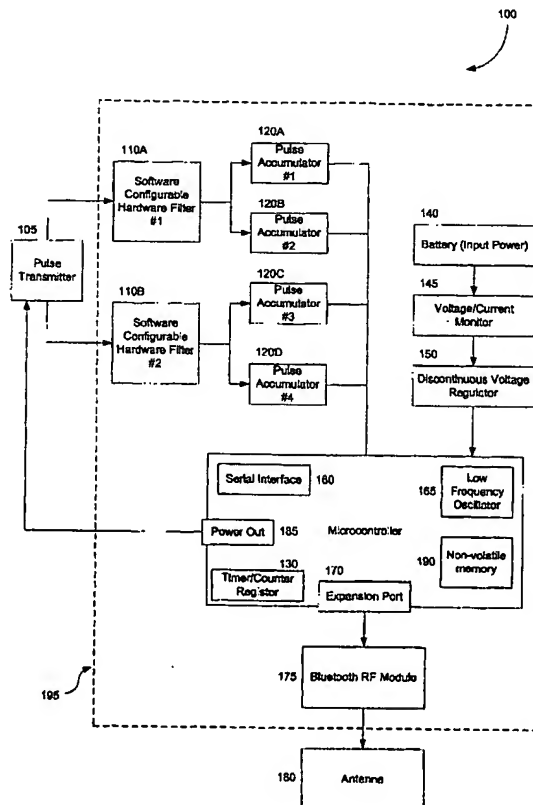 100
120A
110A
Pulse
Accumulator
#1
Software
Configurable
Hardware Filter
#1
120B
Pulse
Accumulator
#2
140
Battery (Input Power)
105
Pulse
Transmitter
145
Voltage/Current
Monitor
110B
120C
Pulse
Accumulator
#3
Software
Configurable
Hardware Filter
#2
150
Discontinuous Voltage
Regulator
120D
Pulse
Accumulator
#4
Serial Interface
160
165
Low
Frequency
Oscillator
Power Out
185
Microcontroller
130
170
190
Non-volatile
memory
Timer/Counter
Register
Expansion Port
195
175
Bluetooth RF Module
180
Antenna